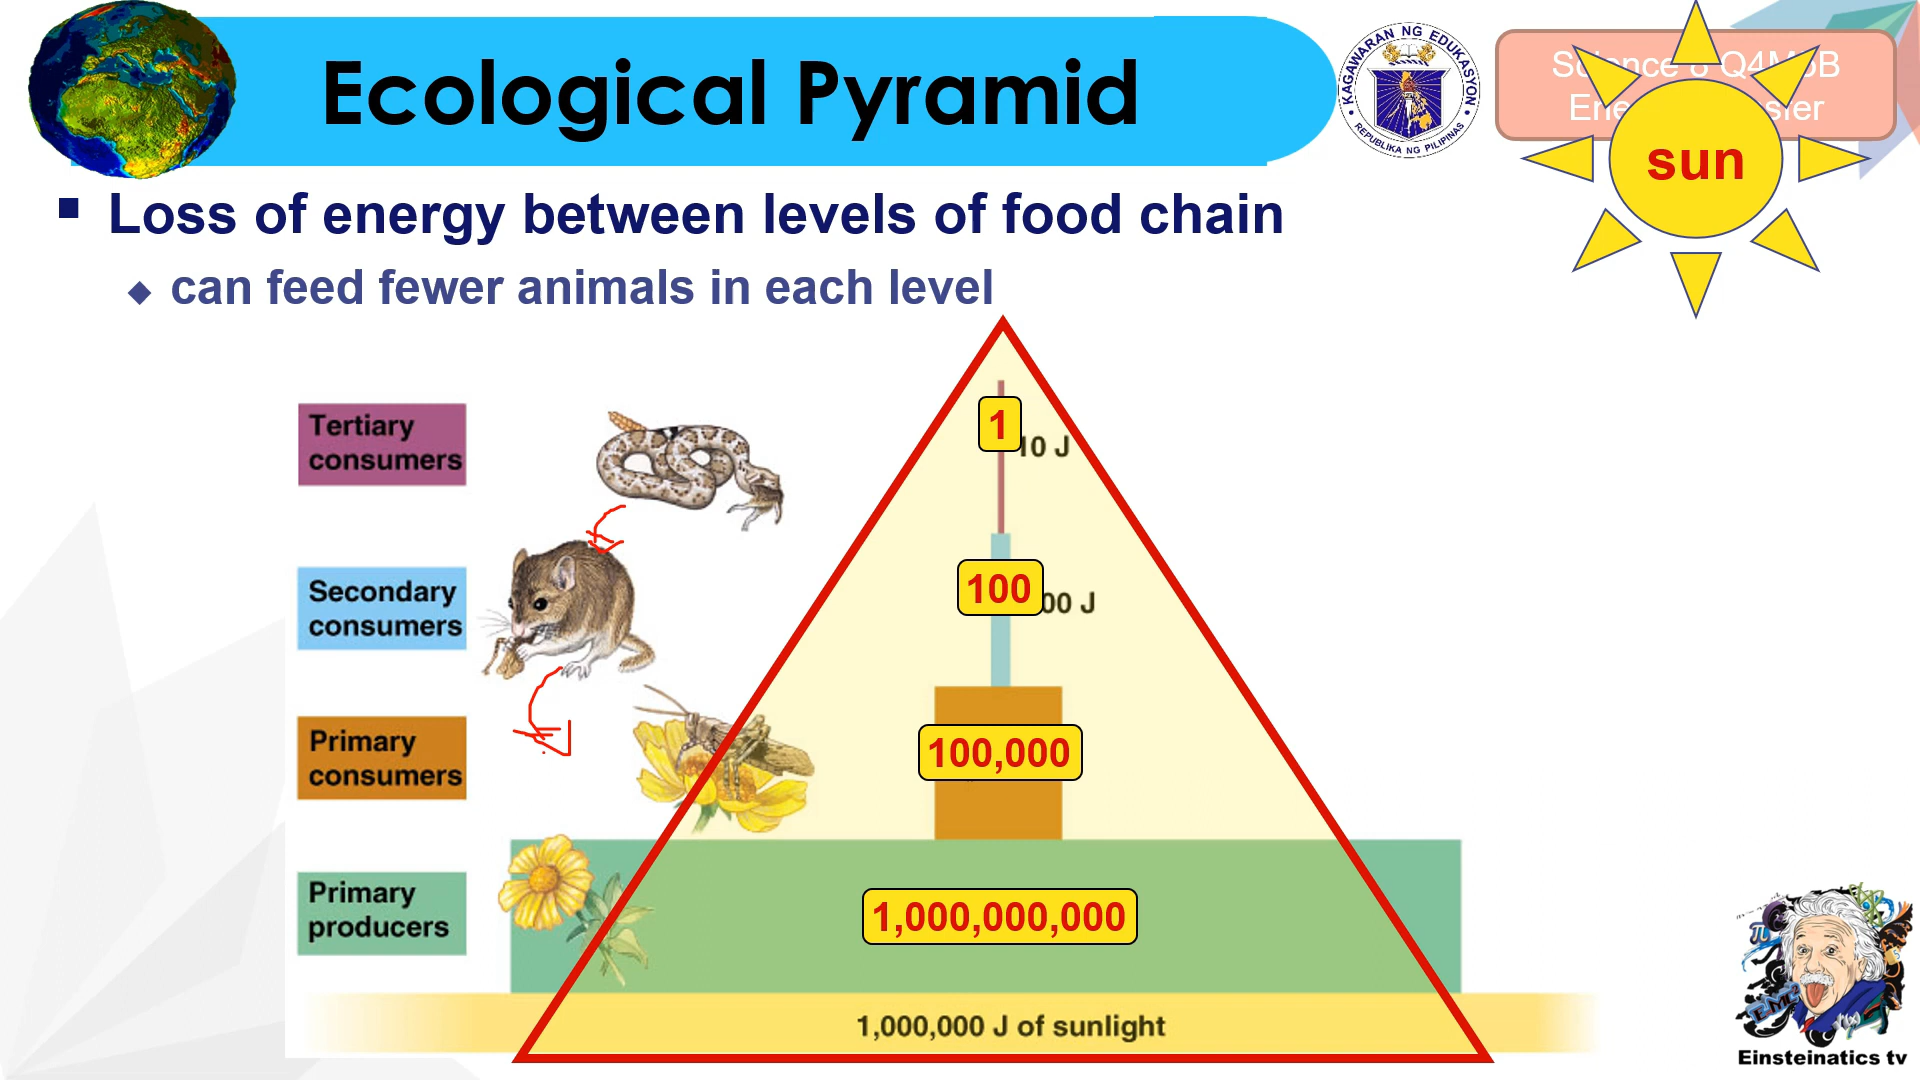 Ecological Pyramid
KAGAWARAN NG EDUKASYON
REPUBLIKA NG PILIPINAS
Q4
sun
Loss of energy between levels of food chain
can feed fewer animals in each level
Tertiary
consumers
1
10 J
Secondary
consumers
100
00 J
Primary
consumers
100,000
Primary
producers
1,000,000,000
1,000,000 J of sunlight
Einsteinatics tv